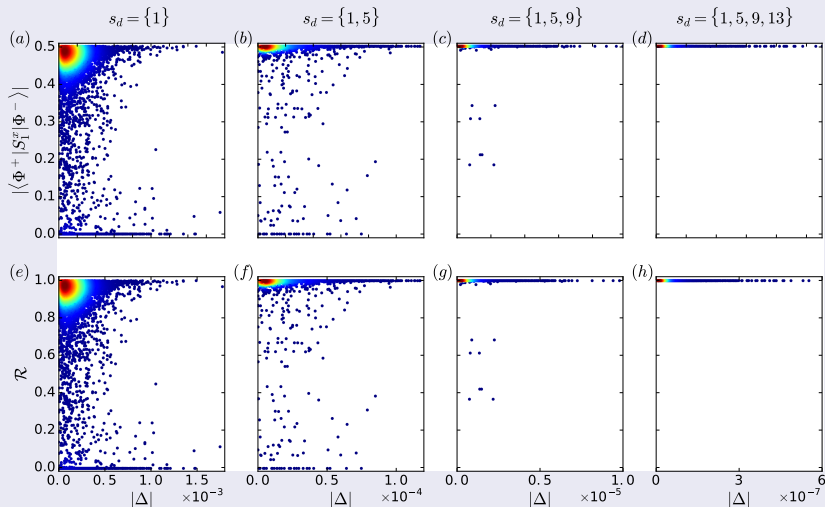 s_d = {1} s_d = {1, 5} s_d = {1, 5, 9} s_d = {1, 5, 9, 13}
(a) (b) (c) (d)
|⟨Φ⁺|S₁ˣ|Φ⁻⟩|
0.5
0.4
0.3
0.2
0.1
0.0
(e) (f) (g) (h)
ℛ
1.0
0.8
0.6
0.4
0.2
0.0
0.0 0.5 1.0 1.5
|Δ| ×10⁻³
0.0 0.4 0.8
|Δ| ×10⁻⁴
0.0 0.5 1.0
|Δ| ×10⁻⁵
0 3 6
|Δ| ×10⁻⁷